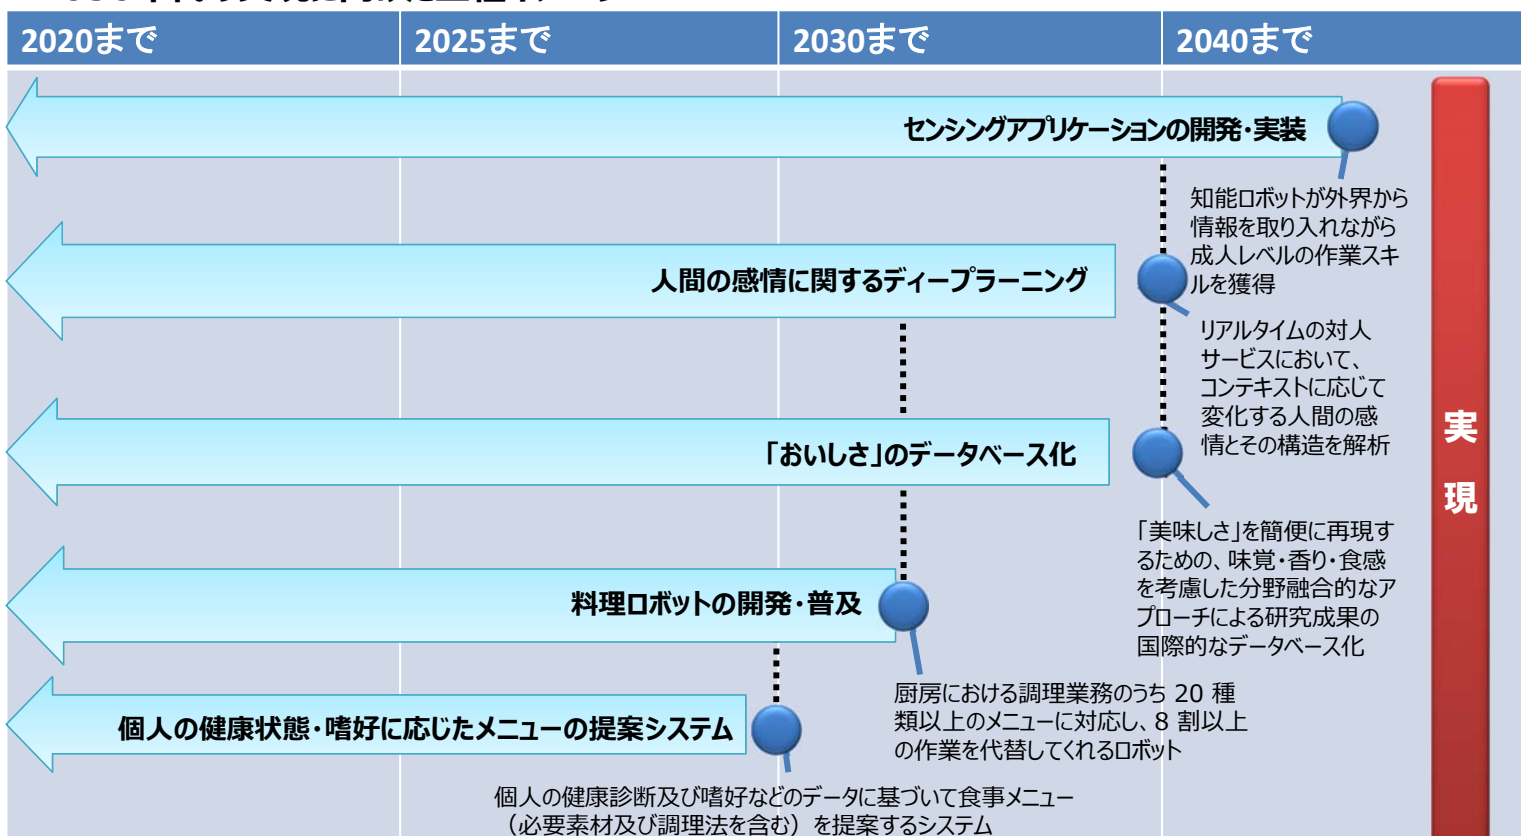 2020まで
2025まで
2030まで
2040まで
センシングアプリケーションの開発・実装
知能ロボットが外界から
情報を取り入れながら
成人レベルの作業スキ
ルを獲得
人間の感情に関するディープラーニング
リアルタイムの対人
サービスにおいて、
コンテキストに応じて
変化する人間の感
情とその構造を解析
「おいしさ」のデータベース化
「美味しさ」を簡便に再現す
るための、味覚・香り・食感
を考慮した分野融合的なア
プローチによる研究成果の
国際的なデータベース化
料理ロボットの開発・普及
厨房における調理業務のうち 20 種
類以上のメニューに対応し、8 割以上
の作業を代替してくれるロボット
個人の健康状態・嗜好に応じたメニューの提案システム
個人の健康診断及び嗜好などのデータに基づいて食事メニュー
（必要素材及び調理法を含む）を提案するシステム
実
現